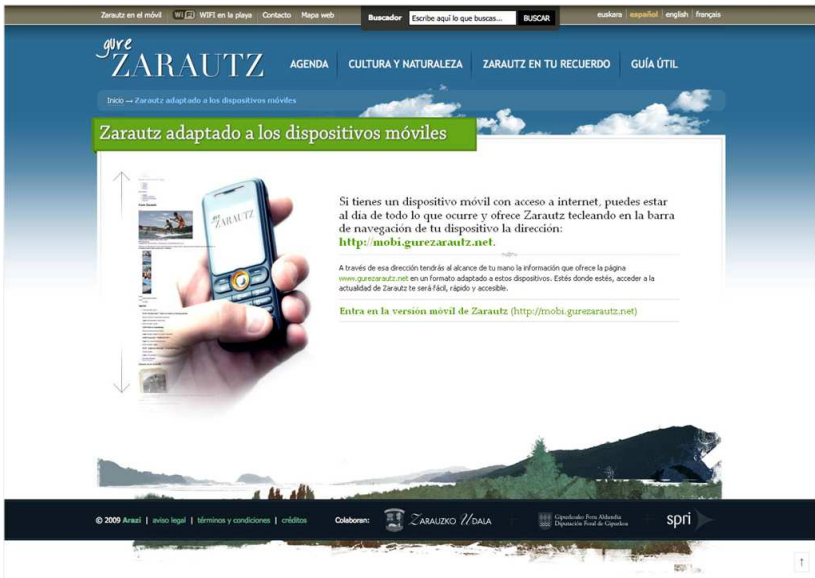 Zarautz en el móvil WiFi WIFI en la playa Contacto Mapa web Buscador Escribe aquí lo que buscas... BUSCAR euskara español english français
gure
ZARAUTZ
AGENDA CULTURA Y NATURALEZA ZARAUTZ EN TU RECUERDO GUÍA ÚTIL
Inicio → Zarautz adaptado a los dispositivos móviles
Zarautz adaptado a los dispositivos móviles
gure
ZARAUTZ
Si tienes un dispositivo móvil con acceso a internet, puedes estar
al día de todo lo que ocurre y ofrece Zarautz tecleando en la barra
de navegación de tu dispositivo la dirección:
http://mobi.gurezarautz.net.
A través de esa dirección tendrás al alcance de tu mano la información que ofrece la página
www.gurezarautz.net en un formato adaptado a estos dispositivos. Estés donde estés, acceder a la
actualidad de Zarautz te será fácil, rápido y accesible.
Entra en la versión móvil de Zarautz (http://mobi.gurezarautz.net)
© 2009 Arazi | aviso legal | términos y condiciones | créditos Colaboran: ZARAUZKO UDALA Gipuzkoako Foru Aldundia
Diputación Foral de Gipuzkoa
spri